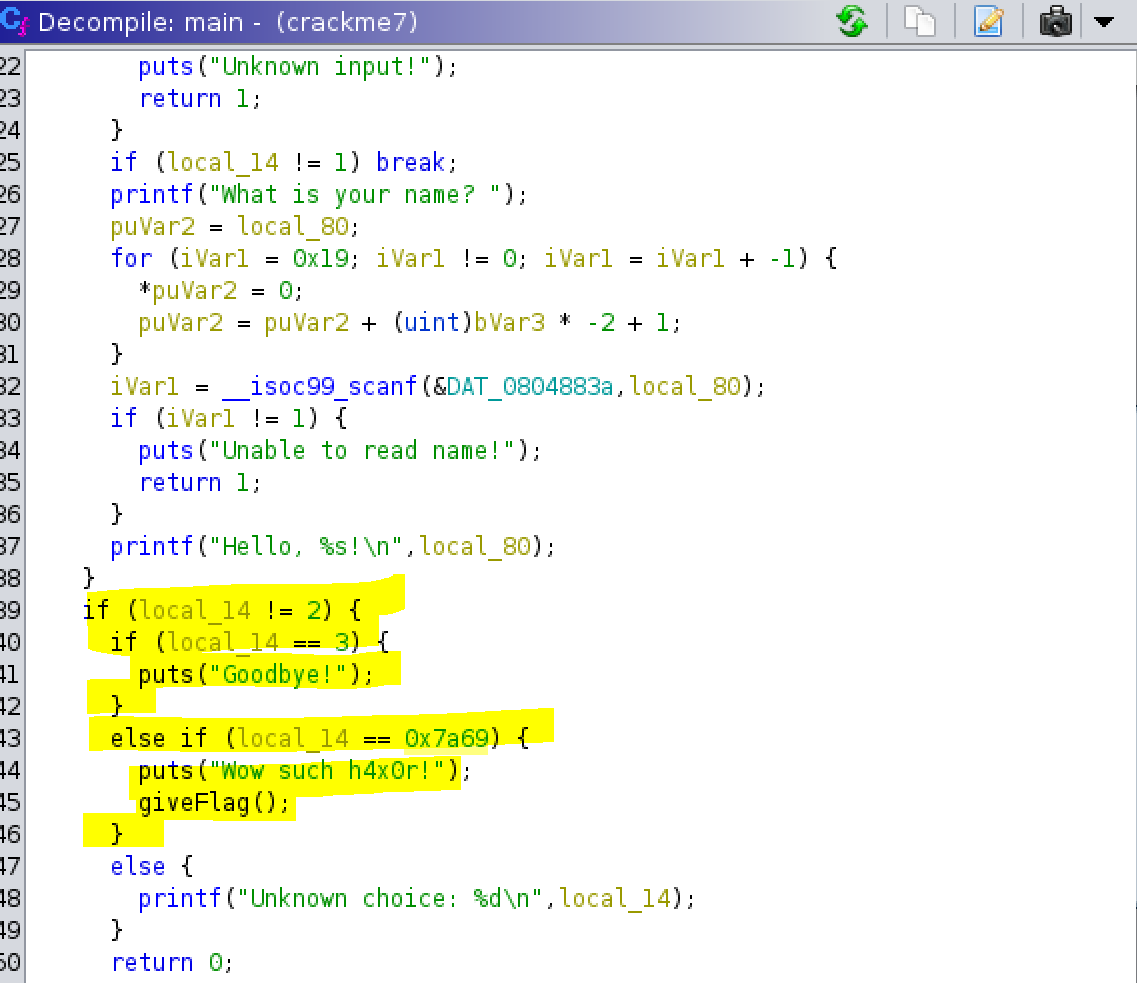 Decompile: main - (crackme7)
22 puts("Unknown input!");
23 return 1;
24 }
25 if (local_14 != 1) break;
26 printf("What is your name? ");
27 puVar2 = local_80;
28 for (iVar1 = 0x19; iVar1 != 0; iVar1 = iVar1 + -1) {
29 *puVar2 = 0;
30 puVar2 = puVar2 + (uint)bVar3 * -2 + 1;
31 }
32 iVar1 = __isoc99_scanf(&DAT_0804883a,local_80);
33 if (iVar1 != 1) {
34 puts("Unable to read name!");
35 return 1;
36 }
37 printf("Hello, %s!\n",local_80);
38 }
39 if (local_14 != 2) {
40 if (local_14 == 3) {
41 puts("Goodbye!");
42 }
43 else if (local_14 == 0x7a69) {
44 puts("Wow such h4x0r!");
45 giveFlag();
46 }
47 else {
48 printf("Unknown choice: %d\n",local_14);
49 }
50 return 0;